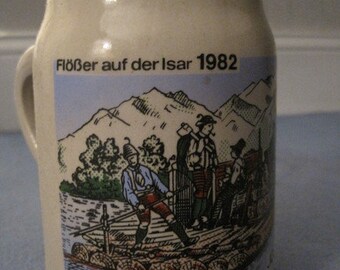 Flößer auf der Isar 1982